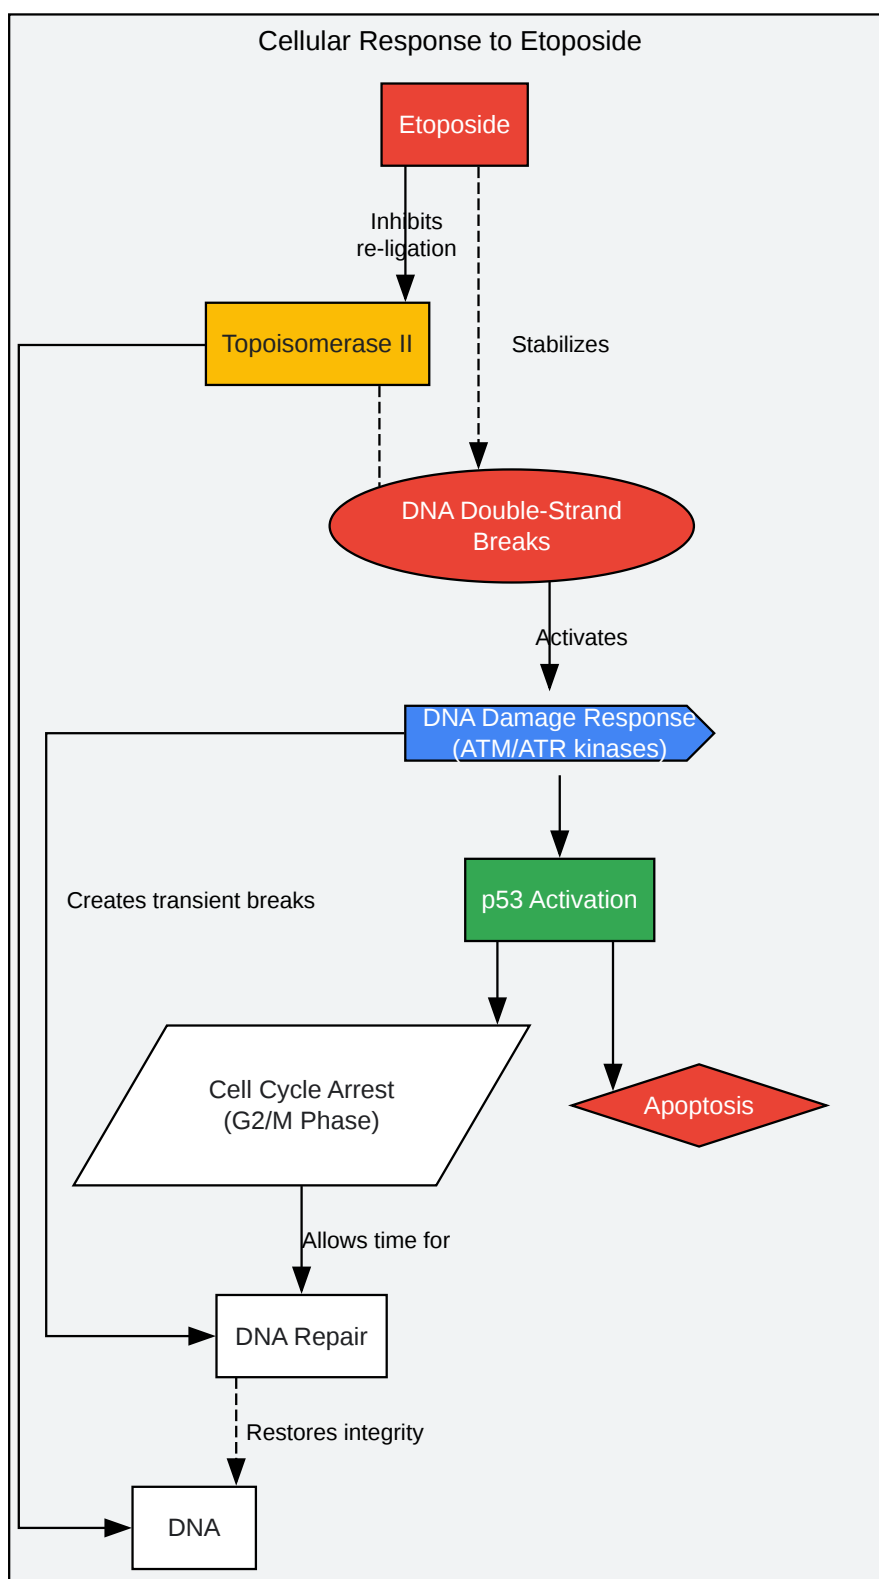 Cellular Response to Etoposide
Etoposide
Inhibits
re-ligation
Topoisomerase II
Stabilizes
DNA Double-Strand
Breaks
Activates
DNA Damage Response
(ATM/ATR kinases)
Creates transient breaks
p53 Activation
Cell Cycle Arrest
(G2/M Phase)
Apoptosis
Allows time for
DNA Repair
Restores integrity
DNA